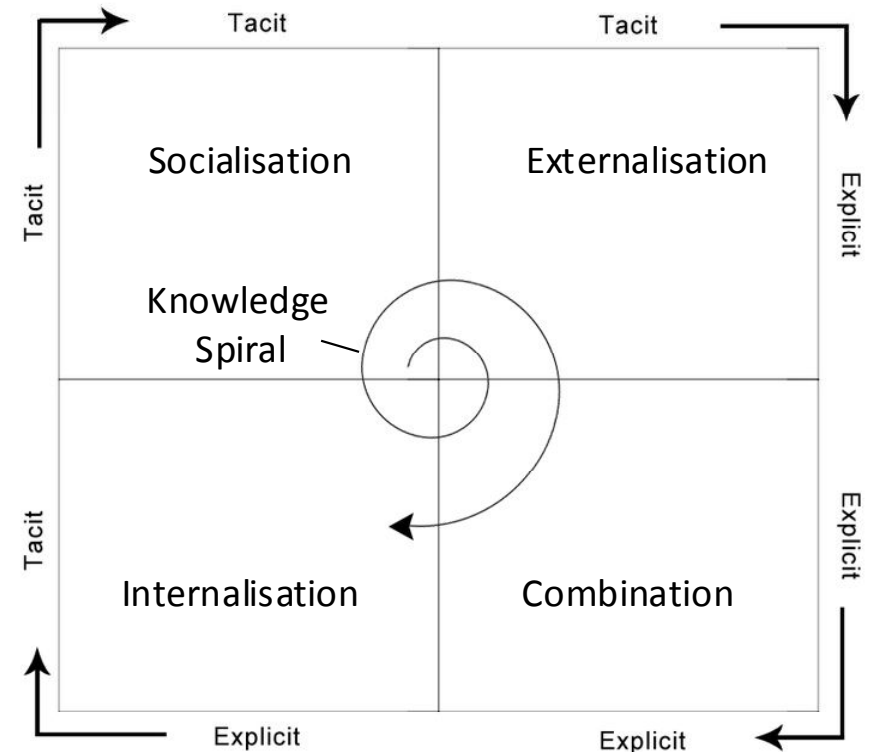 Tacit
Tacit
Socialisation
Externalisation
Tacit
Explicit
Knowledge
Spiral
Tacit
Explicit
Internalisation
Combination
Explicit
Explicit